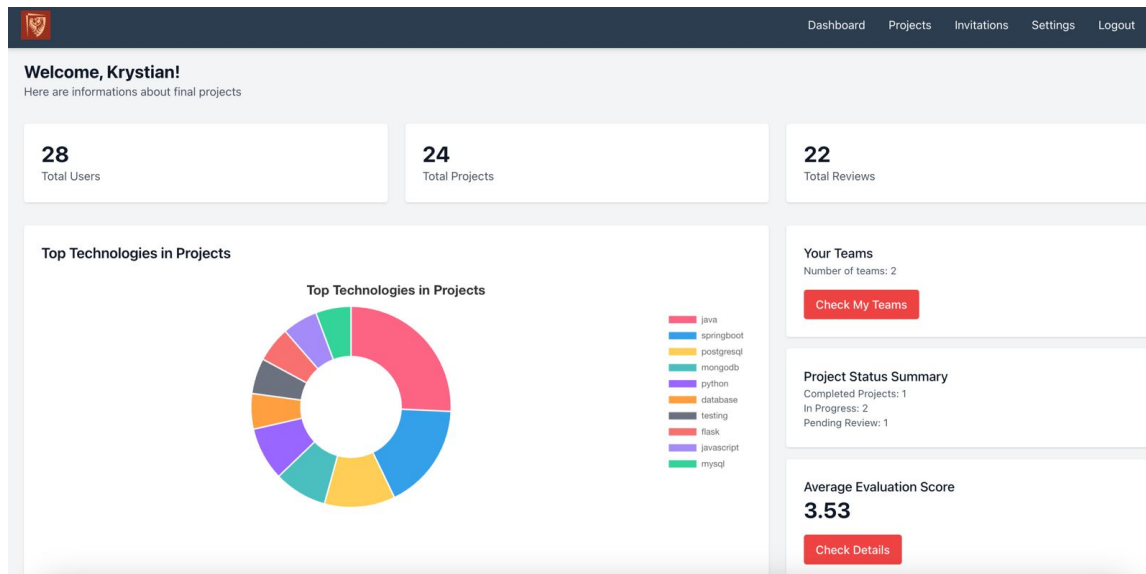 Dashboard Projects Invitations Settings Logout
Welcome, Krystian!
Here are informations about final projects
28
Total Users
24
Total Projects
22
Total Reviews
Top Technologies in Projects
Top Technologies in Projects
java
springboot
postgresql
mongodb
python
database
testing
flask
javascript
mysql
Your Teams
Number of teams: 2
Check My Teams
Project Status Summary
Completed Projects: 1
In Progress: 2
Pending Review: 1
Average Evaluation Score
3.53
Check Details